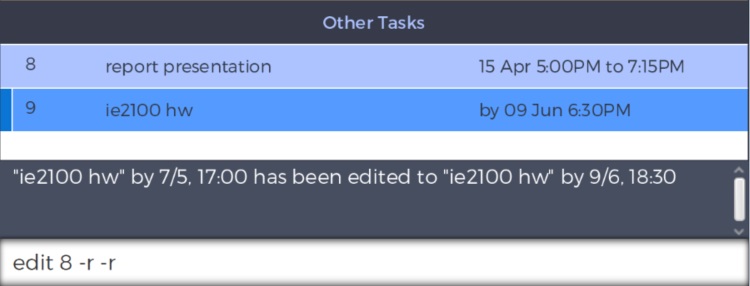 Other Tasks
8 report presentation 15 Apr 5:00PM to 7:15PM
9 ie2100 hw by 09 Jun 6:30PM
"ie2100 hw" by 7/5, 17:00 has been edited to "ie2100 hw" by 9/6, 18:30
edit 8 -r -r